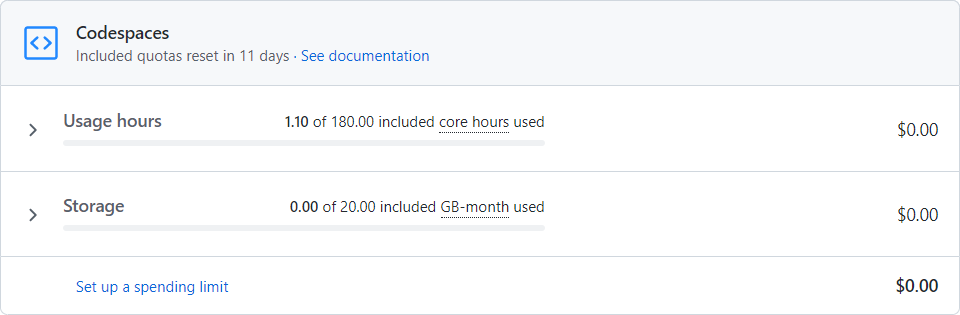 Codespaces
Included quotas reset in 11 days · See documentation
Usage hours 1.10 of 180.00 included core hours used $0.00
Storage 0.00 of 20.00 included GB-month used $0.00
Set up a spending limit $0.00